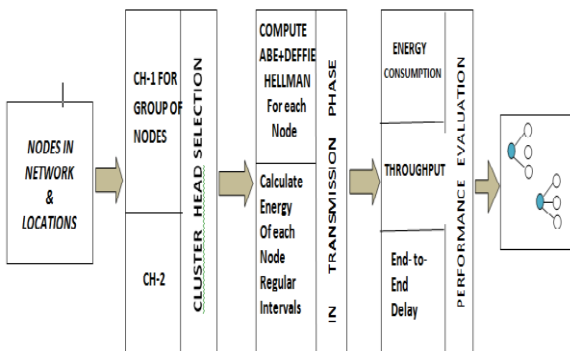 NODES IN
NETWORK
&
LOCATIONS
CH-1 FOR
GROUP OF
NODES
CH-2
CLUSTER HEAD SELECTION
COMPUTE
ABE+DEFFIE
HELLMAN
For each
Node
Calculate
Energy
Of each
Node
Regular
Intervals
IN TRANSMISSION PHASE
ENERGY
CONSUMPTION
THROUGHPUT
End- to-
End
Delay
PERFORMANCE EVALUATION